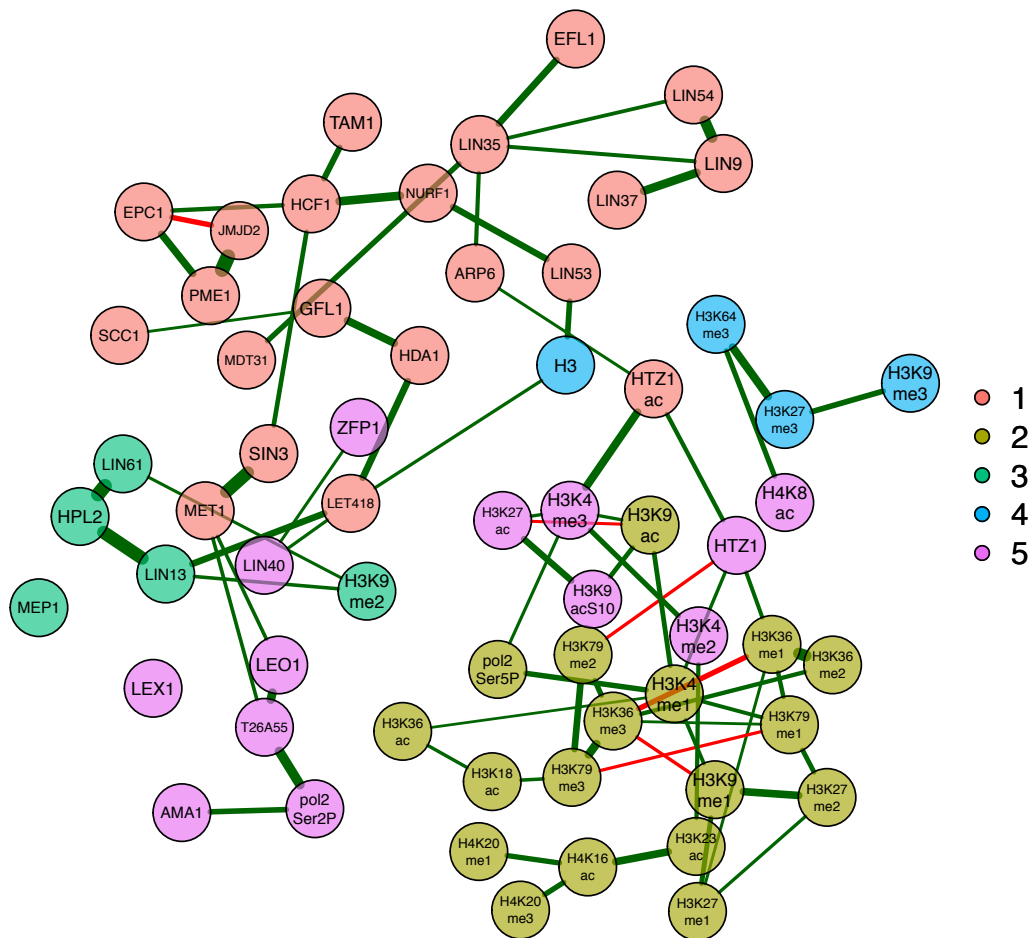 EFL1
LIN54
TAM1
LIN35
LIN9
NURF1
LIN37
HCF1
EPC1
JMJD2
ARP6
LIN53
PME1
GFL1
H3K64
me3
SCC1
MDT31
HDA1
H3
HTZ1
ac
H3K9
me3
H3K27
me3
1
2
3
4
5
ZFP1
SIN3
LIN61
HPL2
MET1
LET418
H3K27
ac
H3K4
me3
H3K9
ac
H4K8
ac
HTZ1
LIN13
LIN40
H3K9
me2
H3K9
acS10
MEP1
H3K4
me2
H3K36
me1
H3K36
me2
LEO1
LEX1
pol2
Ser5P
H3K79
me2
H3K4
me1
T26A55
H3K36
ac
H3K36
me3
H3K79
me1
H3K18
ac
H3K79
me3
H3K9
me1
H3K27
me2
AMA1
pol2
Ser2P
H4K20
me1
H4K16
ac
H3K23
ac
H4K20
me3
H3K27
me1